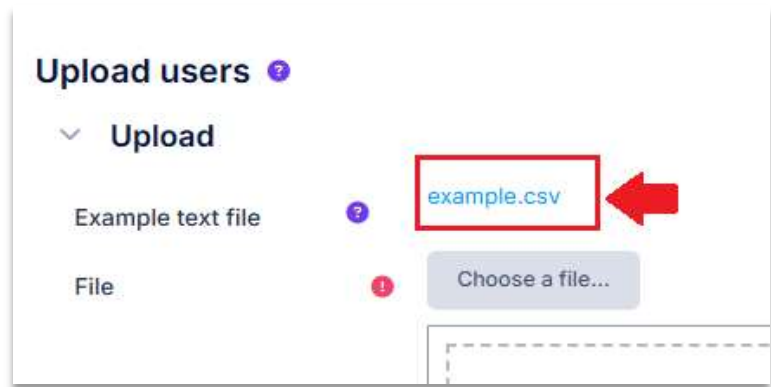 Upload users
Upload
Example text file
example.csv
File
Choose a file...